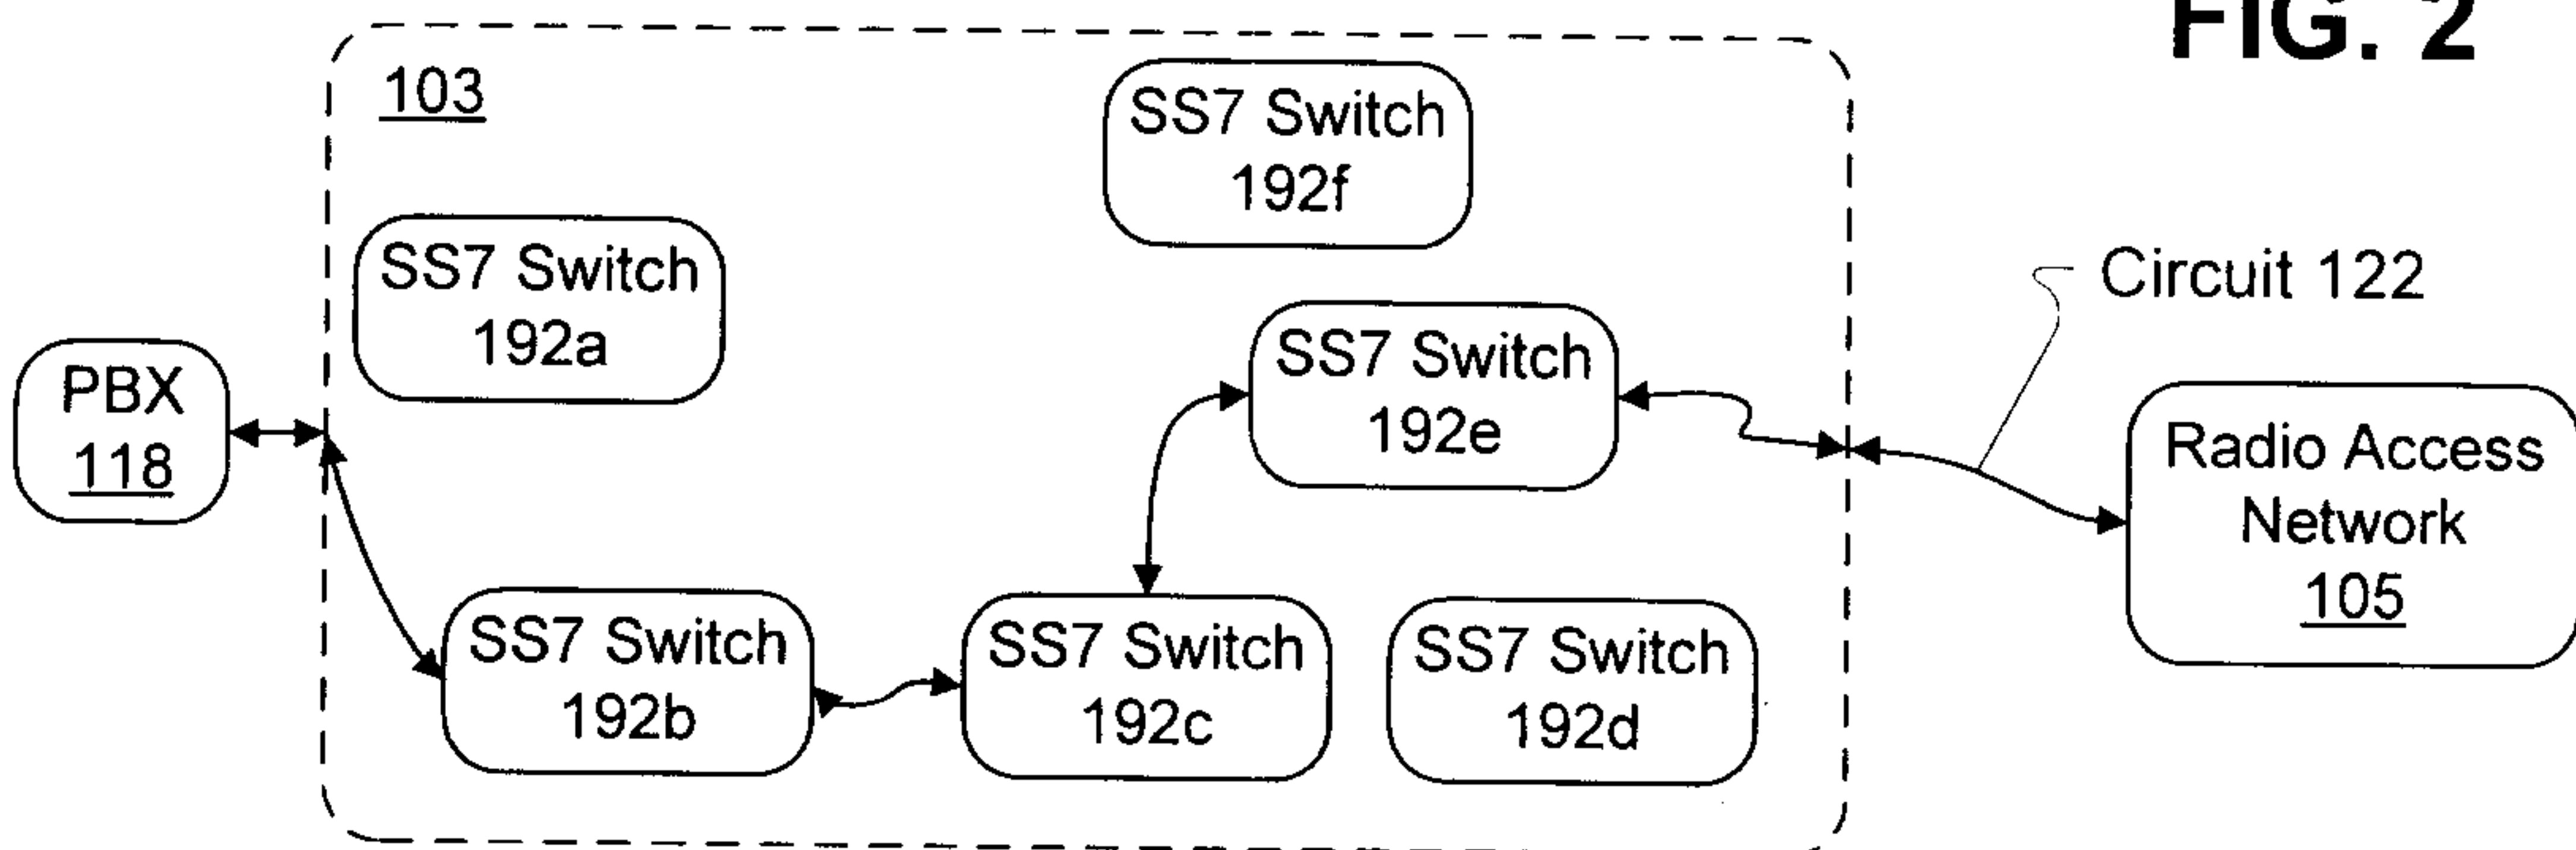 FIG. 2
103
SS7 Switch
192f
SS7 Switch
192a
Circuit 122
SS7 Switch
192e
PBX
118
Radio Access
Network
105
SS7 Switch
192b
SS7 Switch
192c
SS7 Switch
192d